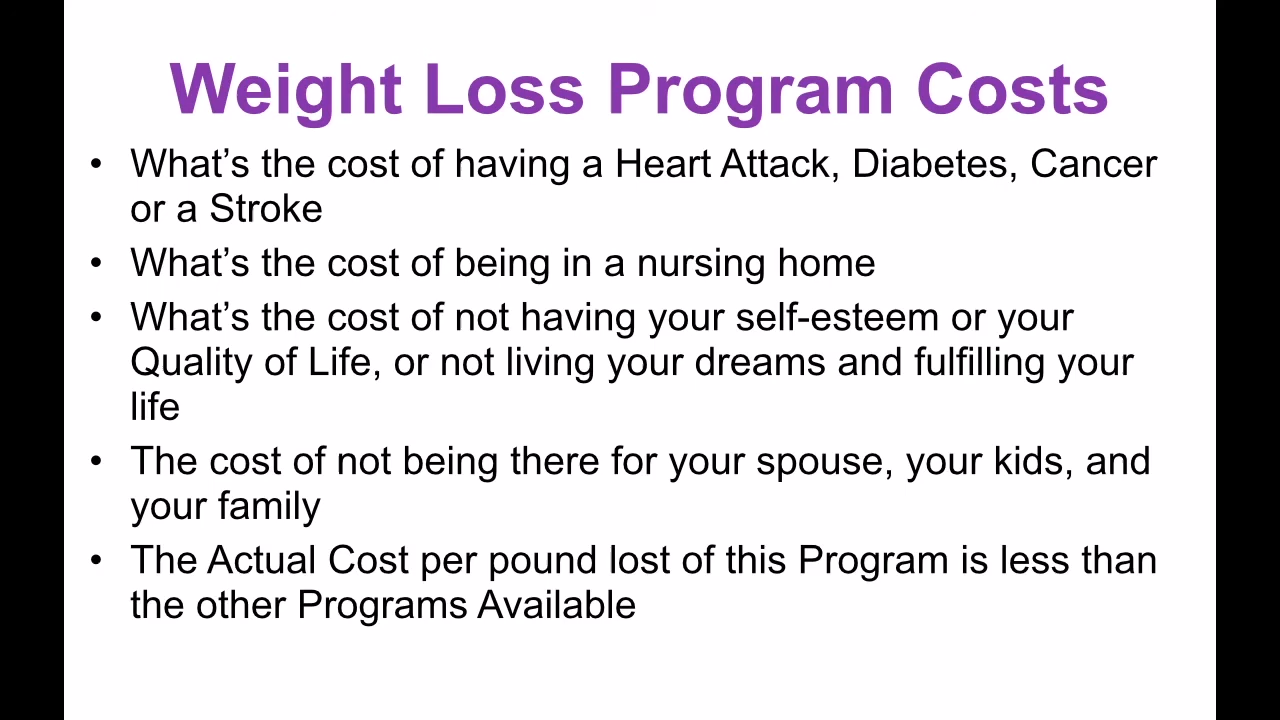 Weight Loss Program Costs
• What’s the cost of having a Heart Attack, Diabetes, Cancer
or a Stroke
• What’s the cost of being in a nursing home
• What’s the cost of not having your self-esteem or your
Quality of Life, or not living your dreams and fulfilling your
life
• The cost of not being there for your spouse, your kids, and
your family
• The Actual Cost per pound lost of this Program is less than
the other Programs Available